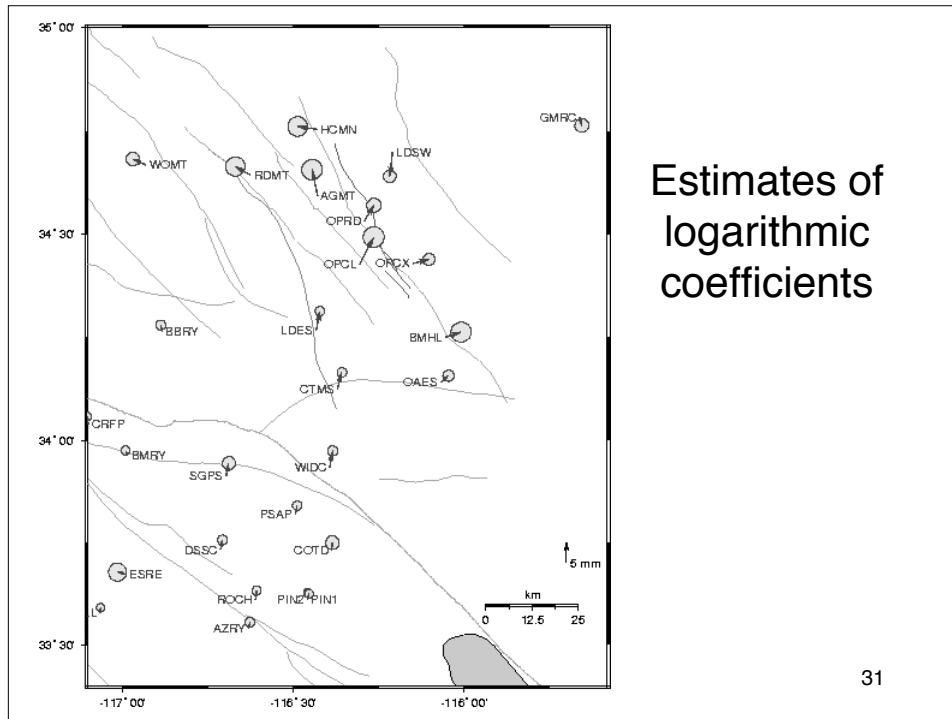 35° 00'
GMRC
HCMN
LDSW
WOMT
RDMT
AGMT
Estimates of
logarithmic
coefficients
OPRD
34° 30'
OPCL
OPCX
BBRY
LDES
BMHL
CTMS
OAES
CRFP
34° 00'
BMRY
SGPS
WIDC
PSAP
DSSC
COTD
5 mm
ESRE
km
ROCH
PIN2
PIN1
0 12.5 25
L
AZRY
33° 30'
-117° 00'
-116° 30'
-116° 00'
31